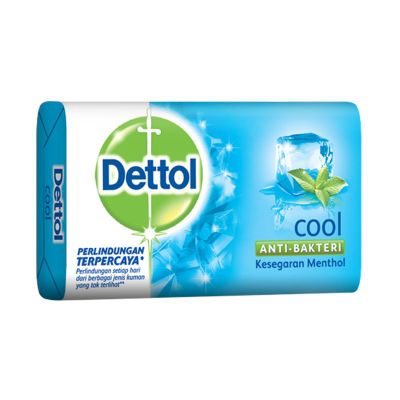 Dettol
cool
Dettol
PERLINDUNGAN
TERPERCAYA*
Perlindungan setiap hari
dari berbagai jenis kuman
yang tak terlihat**
cool
ANTI-BAKTERI
Kesegaran Menthol